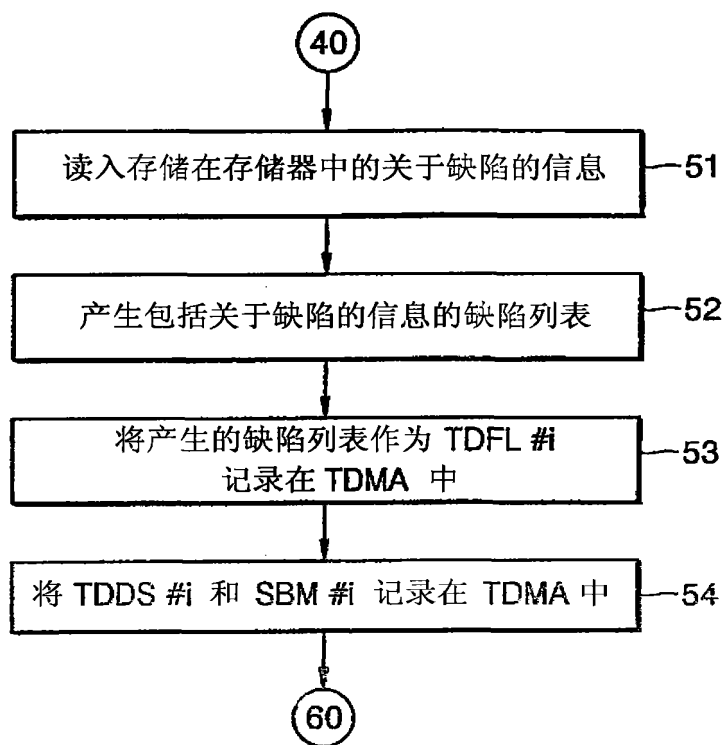 40
读入存储在存储器中的关于缺陷的信息
51
产生包括关于缺陷的信息的缺陷列表
52
将产生的缺陷列表作为 TDFL #i
记录在 TDMA 中
53
将 TDDS #i 和 SBM #i 记录在 TDMA 中
54
60